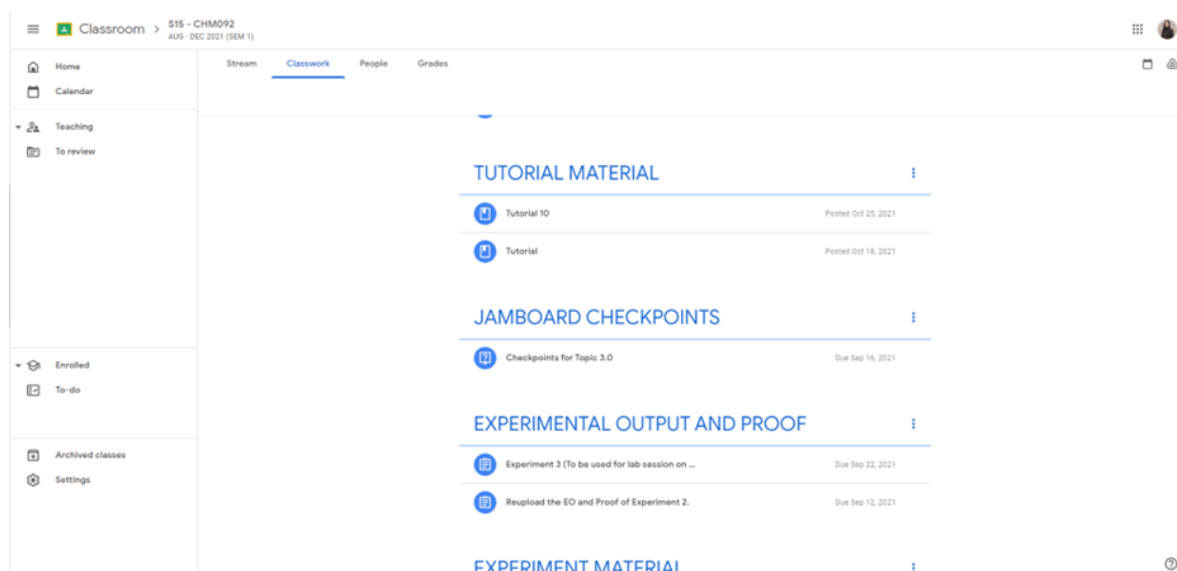 Classroom > S15 - CHM092
AUG - DEC 2021 (SEM 1)
Home
Calendar
Teaching
To review
Enrolled
To-do
Archived classes
Settings
Stream Classwork People Grades
TUTORIAL MATERIAL
Tutorial 10 Posted Oct 25, 2021
Tutorial Posted Oct 18, 2021
JAMBOARD CHECKPOINTS
Checkpoints for Topic 3.0 Due Sep 16, 2021
EXPERIMENTAL OUTPUT AND PROOF
Experiment 3 (To be used for lab session on ... Due Sep 22, 2021
Reupload the EO and Proof of Experiment 2. Due Sep 12, 2021
EXPERIMENT MATERIAL